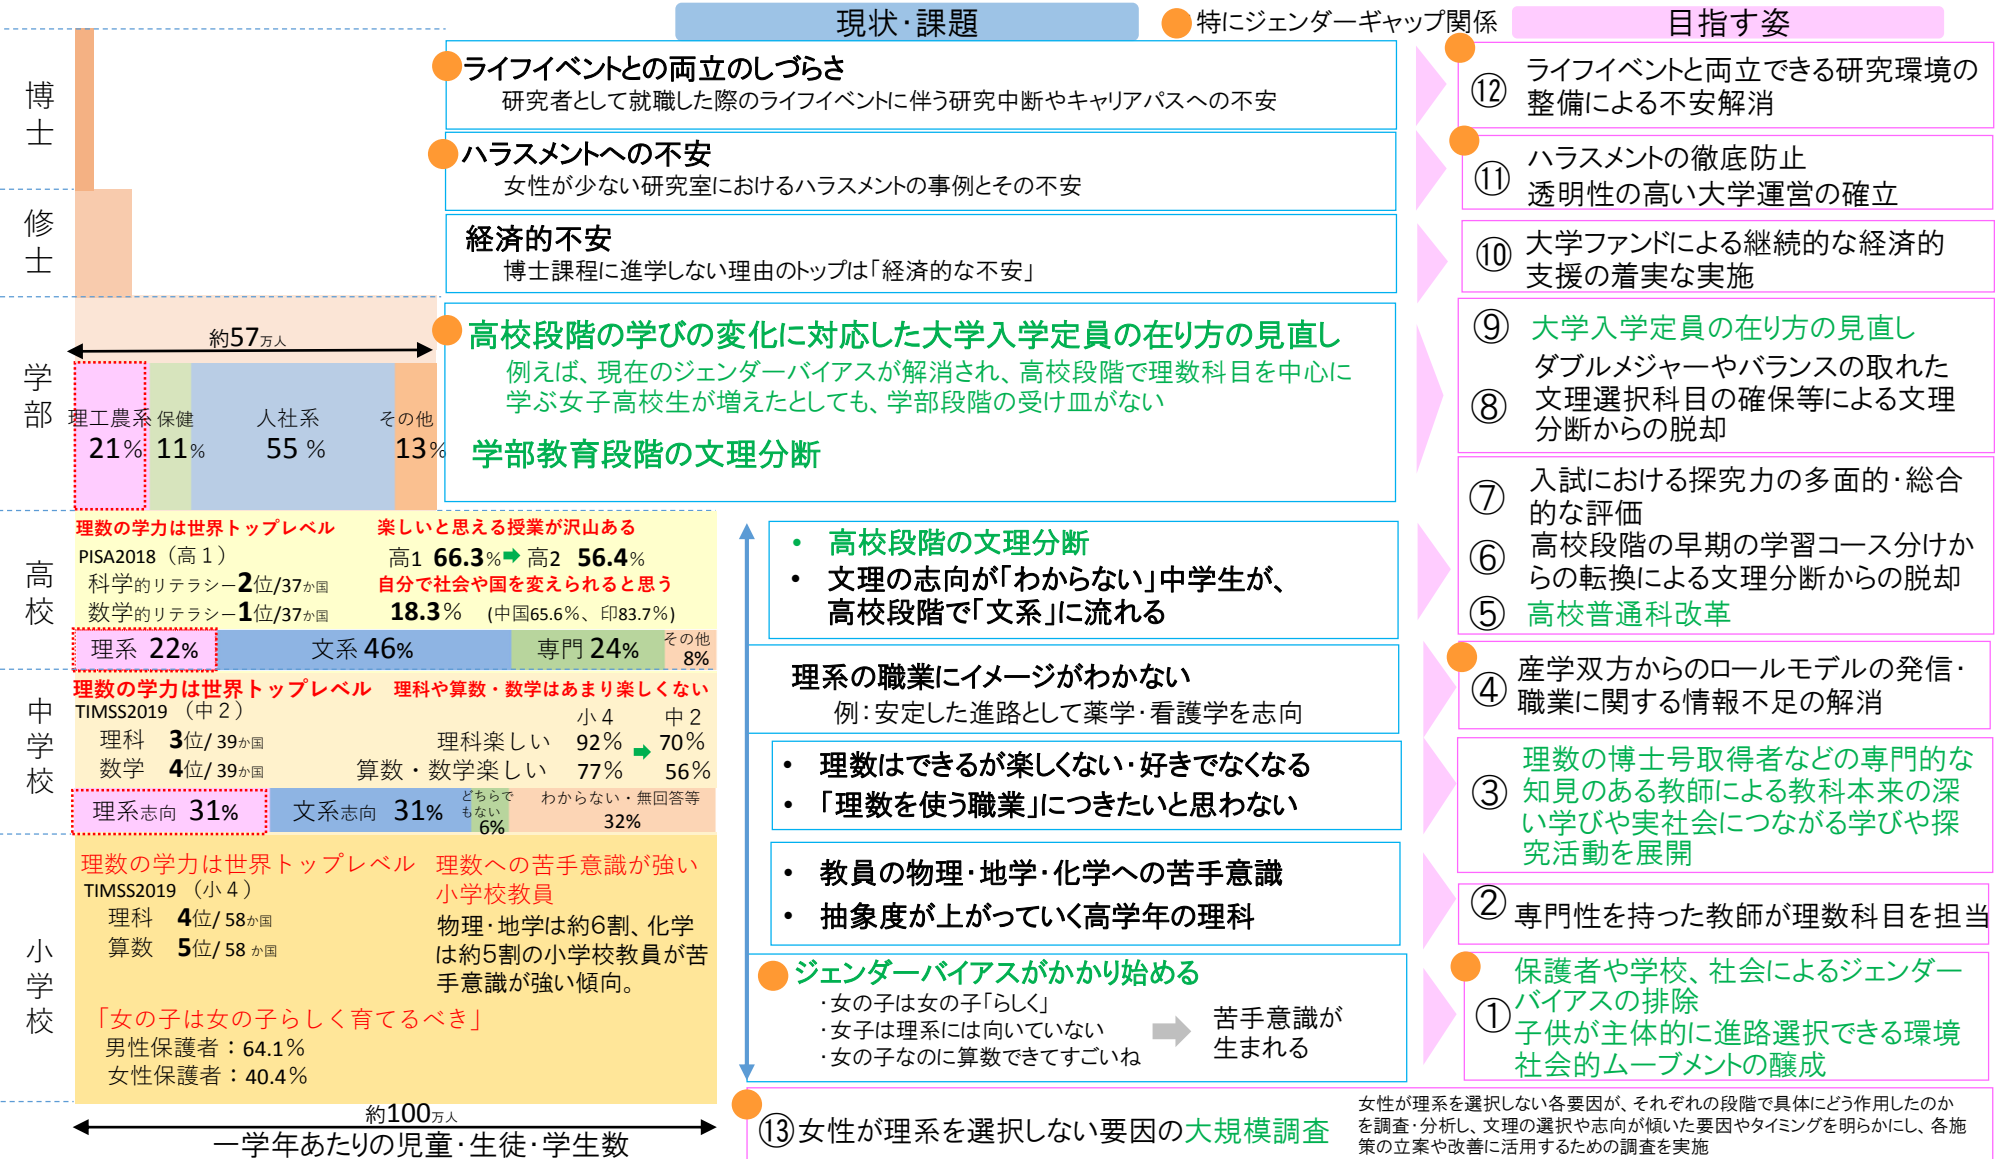 現状・課題
特にジェンダーギャップ関係
目指す姿
博士
修士
学部
高校
中学校
小学校
約57万人
理工農系
21%
保健
11%
人社系
55 %
その他
13%
理数の学力は世界トップレベル
PISA2018（高１）
科学的リテラシー2位/37か国
数学的リテラシー1位/37か国
楽しいと思える授業が沢山ある
高1 66.3%➡高2 56.4%
自分で社会や国を変えられると思う
18.3% (中国65.6%、印83.7%)
理系 22%
文系 46%
専門 24%
その他
8%
理数の学力は世界トップレベル
TIMSS2019（中２）
理科 3位/ 39か国
数学 4位/ 39か国
理科や算数・数学はあまり楽しくない
小４ 中２
理科楽しい 92% ➡ 70%
算数・数学楽しい 77% 56%
理系志向 31%
文系志向 31%
どちらで
もない
6%
わからない・無回答等
32%
理数の学力は世界トップレベル
TIMSS2019（小４）
理科 4位/ 58か国
算数 5位/ 58 か国
理数への苦手意識が強い
小学校教員
物理・地学は約6割、化学
は約5割の小学校教員が苦
手意識が強い傾向。
「女の子は女の子らしく育てるべき」
男性保護者：64.1%
女性保護者：40.4%
約100万人
一学年あたりの児童・生徒・学生数
ライフイベントとの両立のしづらさ
研究者として就職した際のライフイベントに伴う研究中断やキャリアパスへの不安
ハラスメントへの不安
女性が少ない研究室におけるハラスメントの事例とその不安
経済的不安
博士課程に進学しない理由のトップは「経済的な不安」
高校段階の学びの変化に対応した大学入学定員の在り方の見直し
例えば、現在のジェンダーバイアスが解消され、高校段階で理数科目を中心に
学ぶ女子高校生が増えたとしても、学部段階の受け皿がない
学部教育段階の文理分断
• 高校段階の文理分断
• 文理の志向が「わからない」中学生が、
高校段階で「文系」に流れる
理系の職業にイメージがわかない
例：安定した進路として薬学・看護学を志向
• 理数はできるが楽しくない・好きでなくなる
• 「理数を使う職業」につきたいと思わない
• 教員の物理・地学・化学への苦手意識
• 抽象度が上がっていく高学年の理科
ジェンダーバイアスがかかり始める
・女の子は女の子「らしく」
・女子は理系には向いていない
・女の子なのに算数できてすごいね
苦手意識が
生まれる
⑫ ライフイベントと両立できる研究環境の
整備による不安解消
⑪ ハラスメントの徹底防止
透明性の高い大学運営の確立
⑩ 大学ファンドによる継続的な経済的
支援の着実な実施
⑨ 大学入学定員の在り方の見直し
⑧ ダブルメジャーやバランスの取れた
文理選択科目の確保等による文理
分断からの脱却
⑦ 入試における探究力の多面的・総合
的な評価
⑥ 高校段階の早期の学習コース分けか
らの転換による文理分断からの脱却
⑤ 高校普通科改革
④ 産学双方からのロールモデルの発信・
職業に関する情報不足の解消
③ 理数の博士号取得者などの専門的な
知見のある教師による教科本来の深
い学びや実社会につながる学びや探
究活動を展開
② 専門性を持った教師が理数科目を担当
① 保護者や学校、社会によるジェンダー
バイアスの排除
子供が主体的に進路選択できる環境
社会的ムーブメントの醸成
⑬女性が理系を選択しない要因の大規模調査
女性が理系を選択しない各要因が、それぞれの段階で具体にどう作用したのか
を調査・分析し、文理の選択や志向が傾いた要因やタイミングを明らかにし、各施
策の立案や改善に活用するための調査を実施